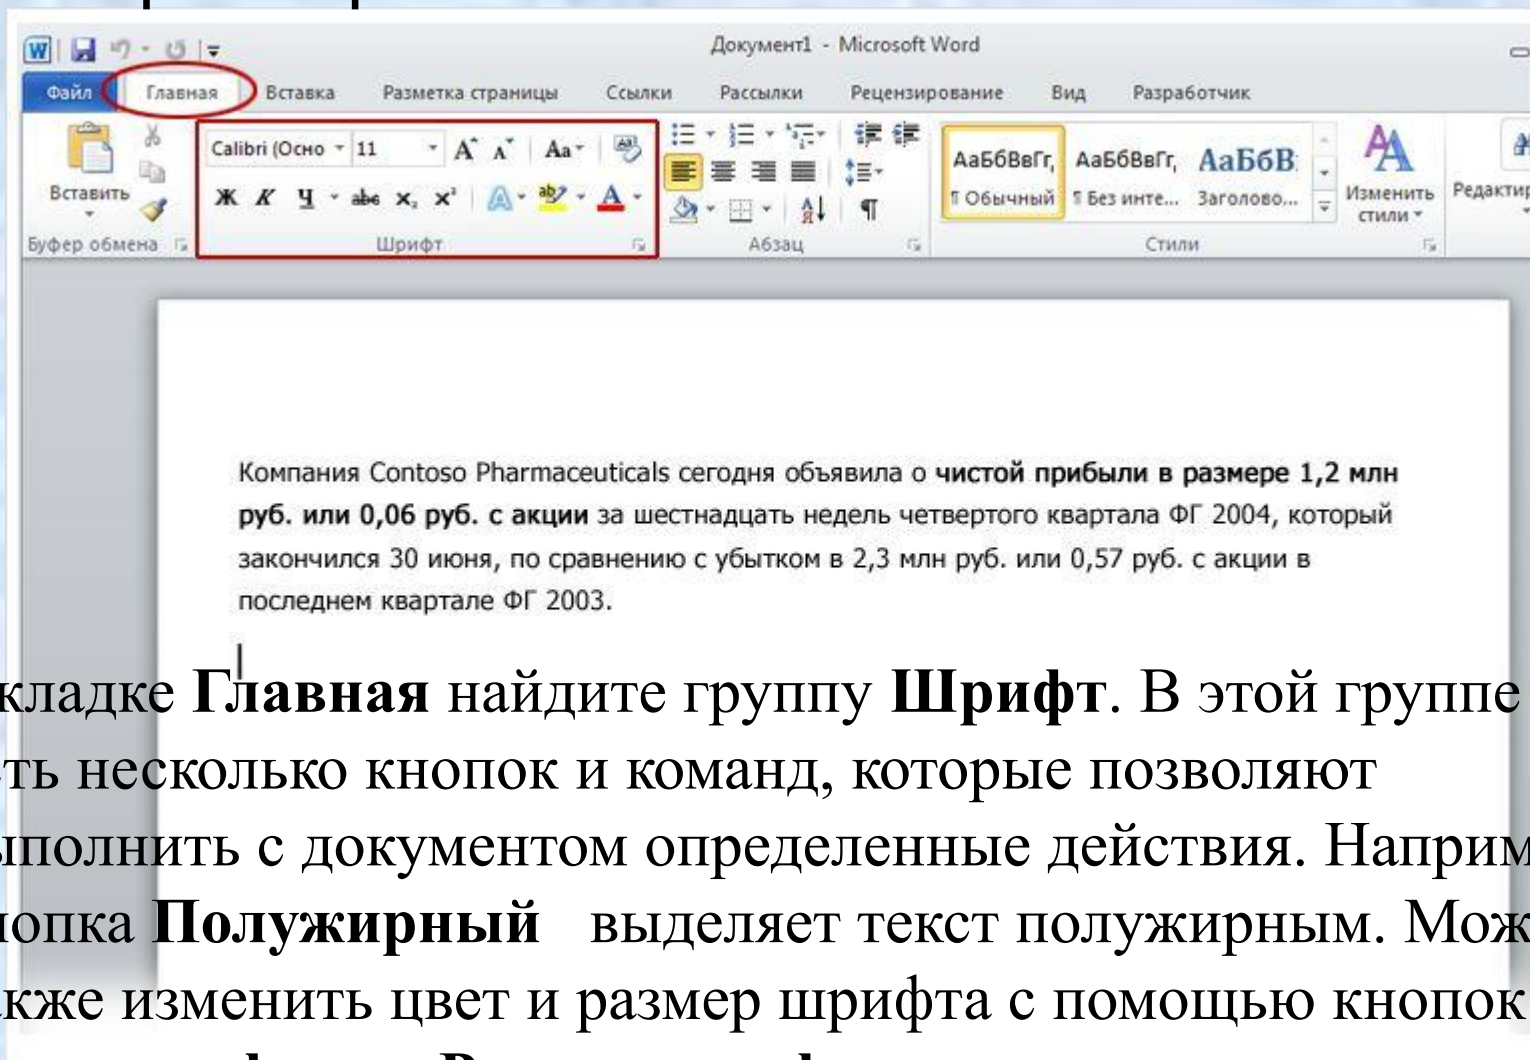 Документ1 - Microsoft Word
Файл Главная Вставка Разметка страницы Ссылки Рассылки Рецензирование Вид Разработчик
Calibri (Осно 11 Aa
АаБбВвГг, АаБбВвГг, АаБбВ
Ж К Ч abe x₂ x²
¶ Обычный ¶ Без инте... Заголово...
Вставить
Изменить стили
Буфер обмена Шрифт Абзац Стили
Компания Contoso Pharmaceuticals сегодня объявила о чистой прибыли в размере 1,2 млн
руб. или 0,06 руб. с акции за шестнадцать недель четвертого квартала ФГ 2004, который
закончился 30 июня, по сравнению с убытком в 2,3 млн руб. или 0,57 руб. с акции в
последнем квартале ФГ 2003.
кладке Главная найдите группу Шрифт. В этой группе
ть несколько кнопок и команд, которые позволяют
полнить с документом определенные действия. Наприм
опка Полужирный выделяет текст полужирным. Мож
кже изменить цвет и размер шрифта с помощью кнопок